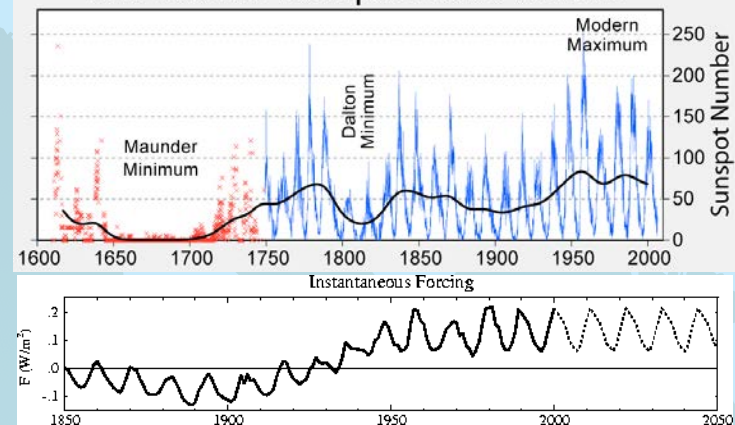 Modern
Maximum
Dalton
Minimum
Maunder
Minimum
250
200
150
100
50
0
Sunspot Number
1600 1650 1700 1750 1800 1850 1900 1950 2000
Instantaneous Forcing
F (W/m²)
.2
.1
.0
-.1
1850 1900 1950 2000 2050